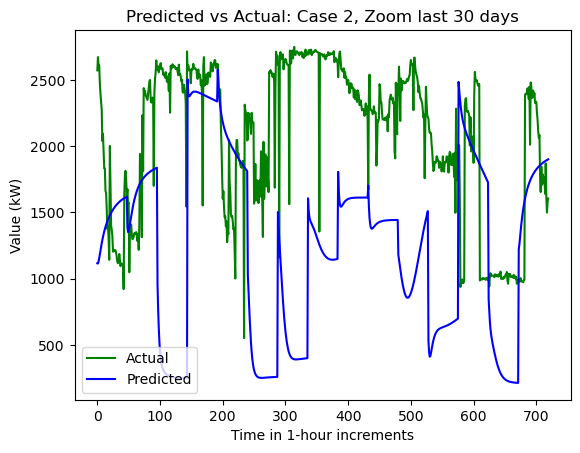 Predicted vs Actual: Case 2, Zoom last 30 days
Value (kW)
2500
2000
1500
1000
500
Actual
Predicted
0 100 200 300 400 500 600 700
Time in 1-hour increments